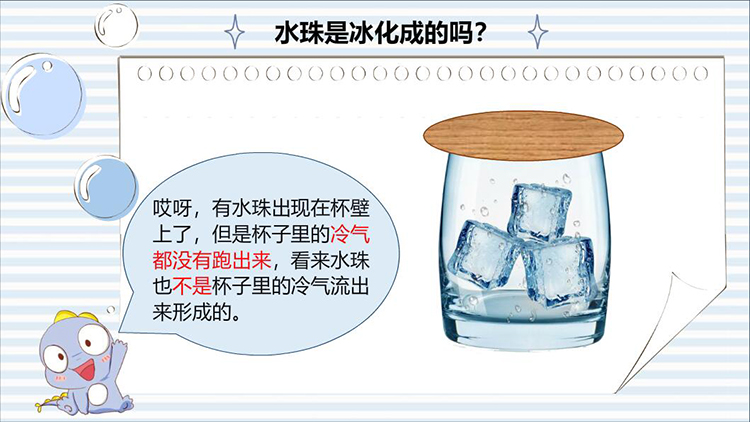 水珠是冰化成的吗？
哎呀，有水珠出现在杯壁
上了，但是杯子里的冷气
都没有跑出来，看来水珠
也不是杯子里的冷气流出
来形成的。